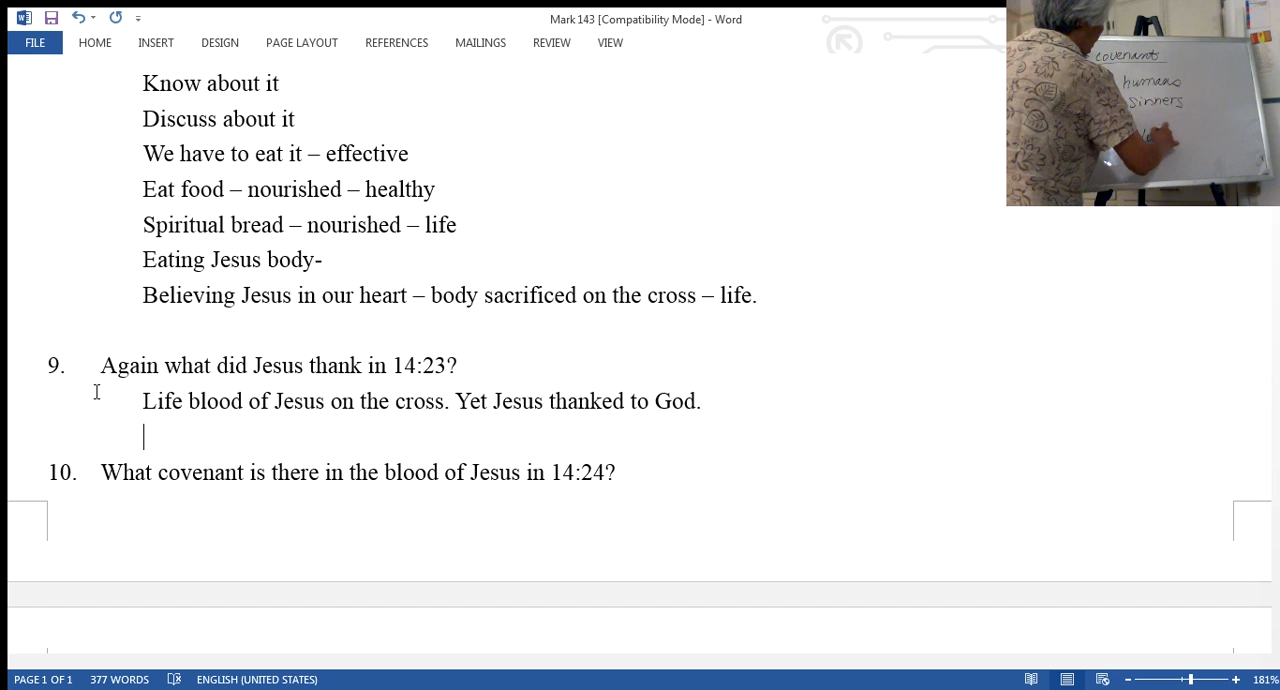 Mark 143 [Compatibility Mode] - Word
FILE HOME INSERT DESIGN PAGE LAYOUT REFERENCES MAILINGS REVIEW VIEW
covenant
humans
sinners
Know about it
Discuss about it
We have to eat it – effective
Eat food – nourished – healthy
Spiritual bread – nourished – life
Eating Jesus body-
Believing Jesus in our heart – body sacrificed on the cross – life.
9. Again what did Jesus thank in 14:23?
Life blood of Jesus on the cross. Yet Jesus thanked to God.
10. What covenant is there in the blood of Jesus in 14:24?
PAGE 1 OF 1 377 WORDS ENGLISH (UNITED STATES) 181%